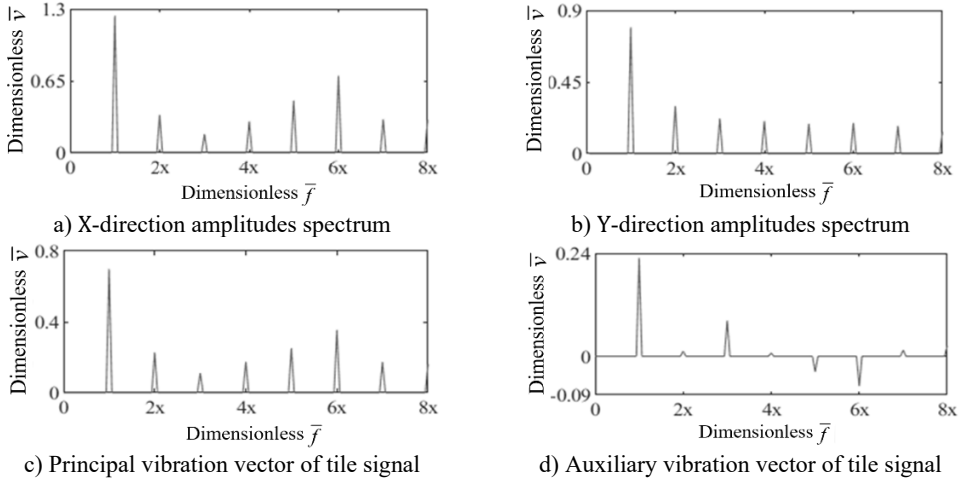 Dimensionless v̅
1.3
0.65
0
0 2x 4x 6x 8x
Dimensionless f̅
a) X-direction amplitudes spectrum
Dimensionless v̅
0.9
0.45
0
0 2x 4x 6x 8x
Dimensionless f̅
b) Y-direction amplitudes spectrum
Dimensionless v̅
0.8
0.4
0
0 2x 4x 6x 8x
Dimensionless f̅
c) Principal vibration vector of tile signal
Dimensionless v̅
0.24
0
-0.09
0 2x 4x 6x 8x
Dimensionless f̅
d) Auxiliary vibration vector of tile signal